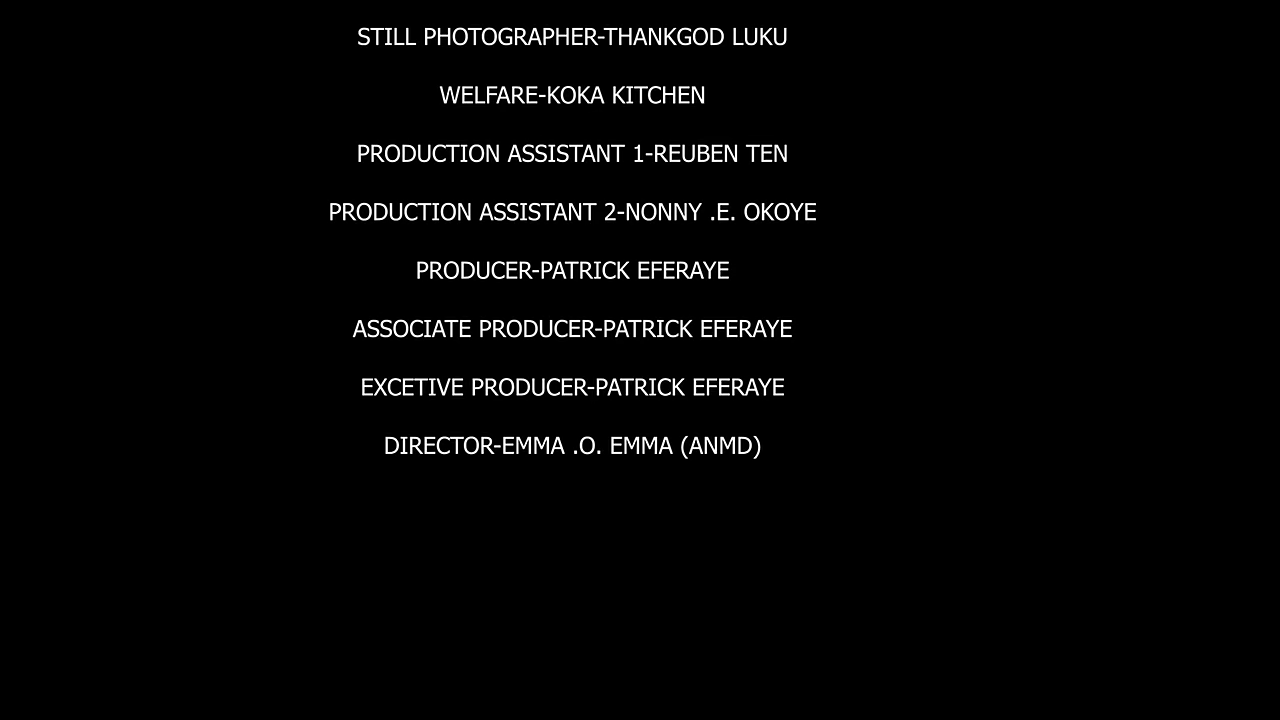 STILL PHOTOGRAPHER-THANKGOD LUKU
WELFARE-KOKA KITCHEN
PRODUCTION ASSISTANT 1-REUBEN TEN
PRODUCTION ASSISTANT 2-NONNY .E. OKOYE
PRODUCER-PATRICK EFERAYE
ASSOCIATE PRODUCER-PATRICK EFERAYE
EXCETIVE PRODUCER-PATRICK EFERAYE
DIRECTOR-EMMA .O. EMMA (ANMD)